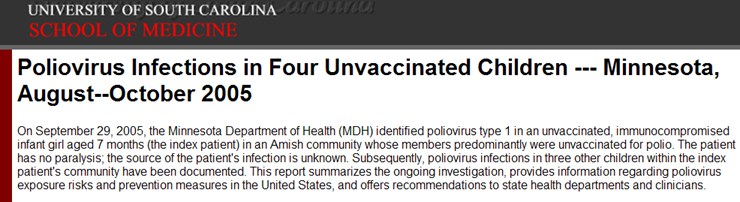 UNIVERSITY OF SOUTH CAROLINA Carolina
SCHOOL OF MEDICINE
Poliovirus Infections in Four Unvaccinated Children --- Minnesota,
August--October 2005
On September 29, 2005, the Minnesota Department of Health (MDH) identified poliovirus type 1 in an unvaccinated, immunocompromised
infant girl aged 7 months (the index patient) in an Amish community whose members predominantly were unvaccinated for polio. The patient
has no paralysis; the source of the patient's infection is unknown. Subsequently, poliovirus infections in three other children within the index
patient's community have been documented. This report summarizes the ongoing investigation, provides information regarding poliovirus
exposure risks and prevention measures in the United States, and offers recommendations to state health departments and clinicians.